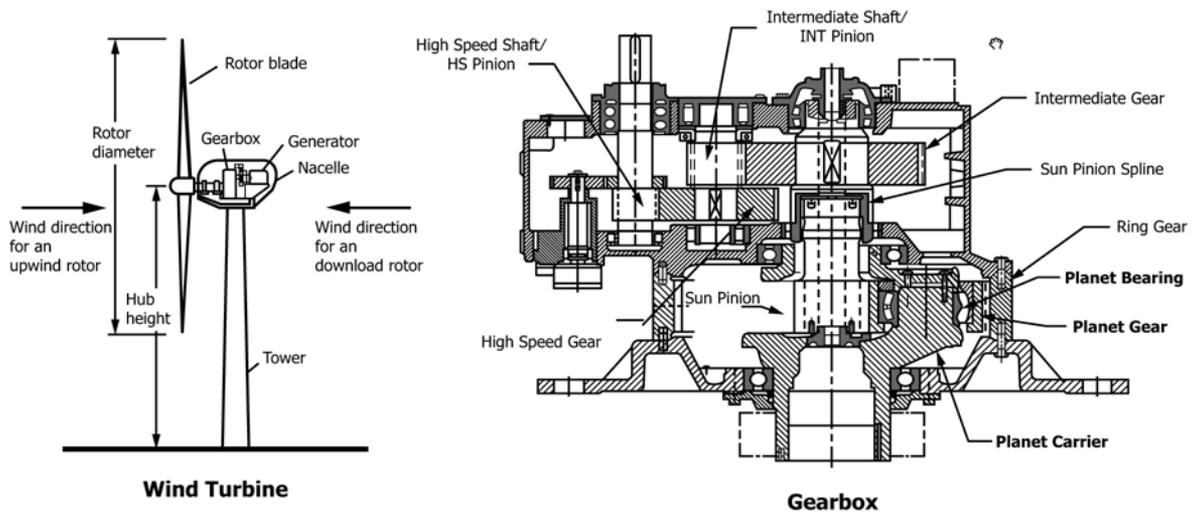 Rotor blade
Rotor
diameter
Gearbox
Generator
Nacelle
Wind direction
for an
upwind rotor
Wind direction
for an
download rotor
Hub
height
Tower
Wind Turbine
Intermediate Shaft/
INT Pinion
High Speed Shaft/
HS Pinion
Intermediate Gear
Sun Pinion Spline
Ring Gear
Planet Bearing
Sun Pinion
Planet Gear
High Speed Gear
Planet Carrier
Gearbox